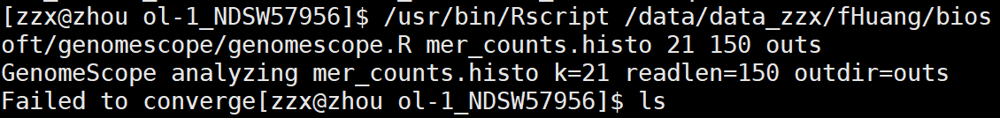 [zzx@zhou ol-1_NDSW57956]$ /usr/bin/Rscript /data/data_zzx/fHuang/bios
oft/genomescope/genomescope.R mer_counts.histo 21 150 outs
GenomeScope analyzing mer_counts.histo k=21 readlen=150 outdir=outs
Failed to converge[zzx@zhou ol-1_NDSW57956]$ ls